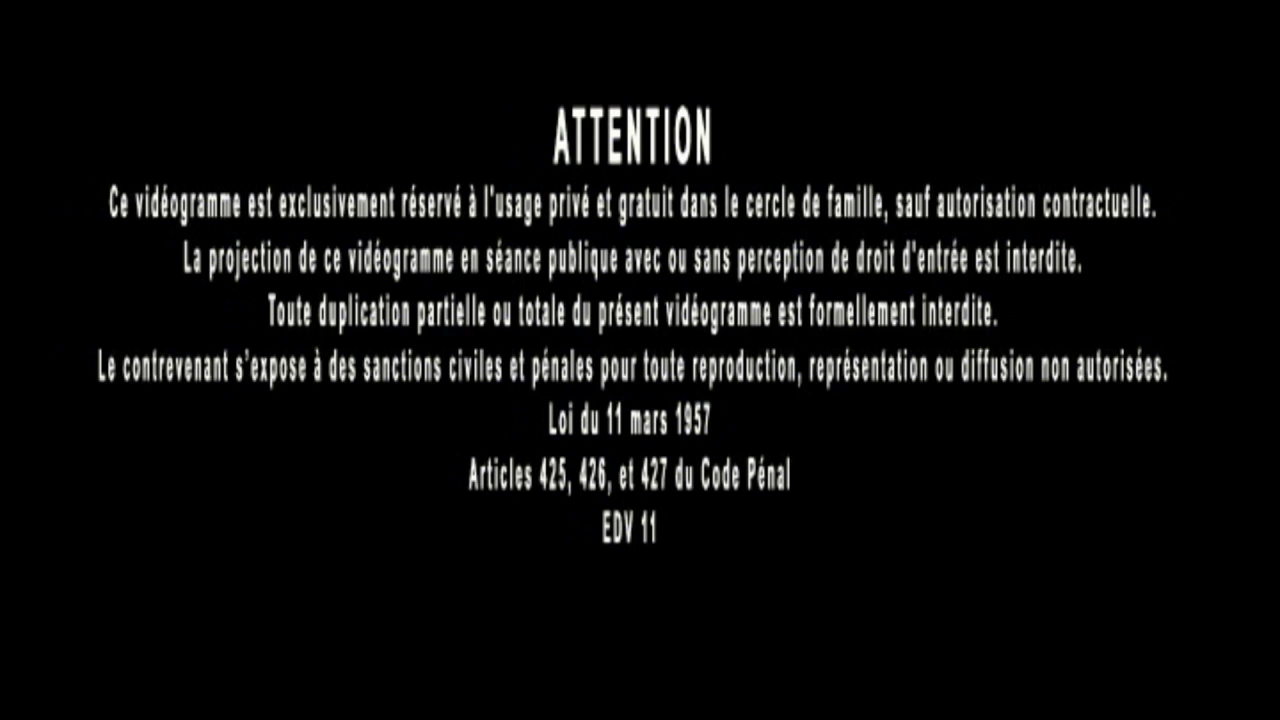 ATTENTION
Ce vidéogramme est exclusivement réservé à l'usage privé et gratuit dans le cercle de famille, sauf autorisation contractuelle.
La projection de ce vidéogramme en séance publique avec ou sans perception de droit d'entrée est interdite.
Toute duplication partielle ou totale du présent vidéogramme est formellement interdite.
Le contrevenant s'expose à des sanctions civiles et pénales pour toute reproduction, représentation ou diffusion non autorisées.
Loi du 11 mars 1957
Articles 425, 426, et 427 du Code Pénal
EDV 11